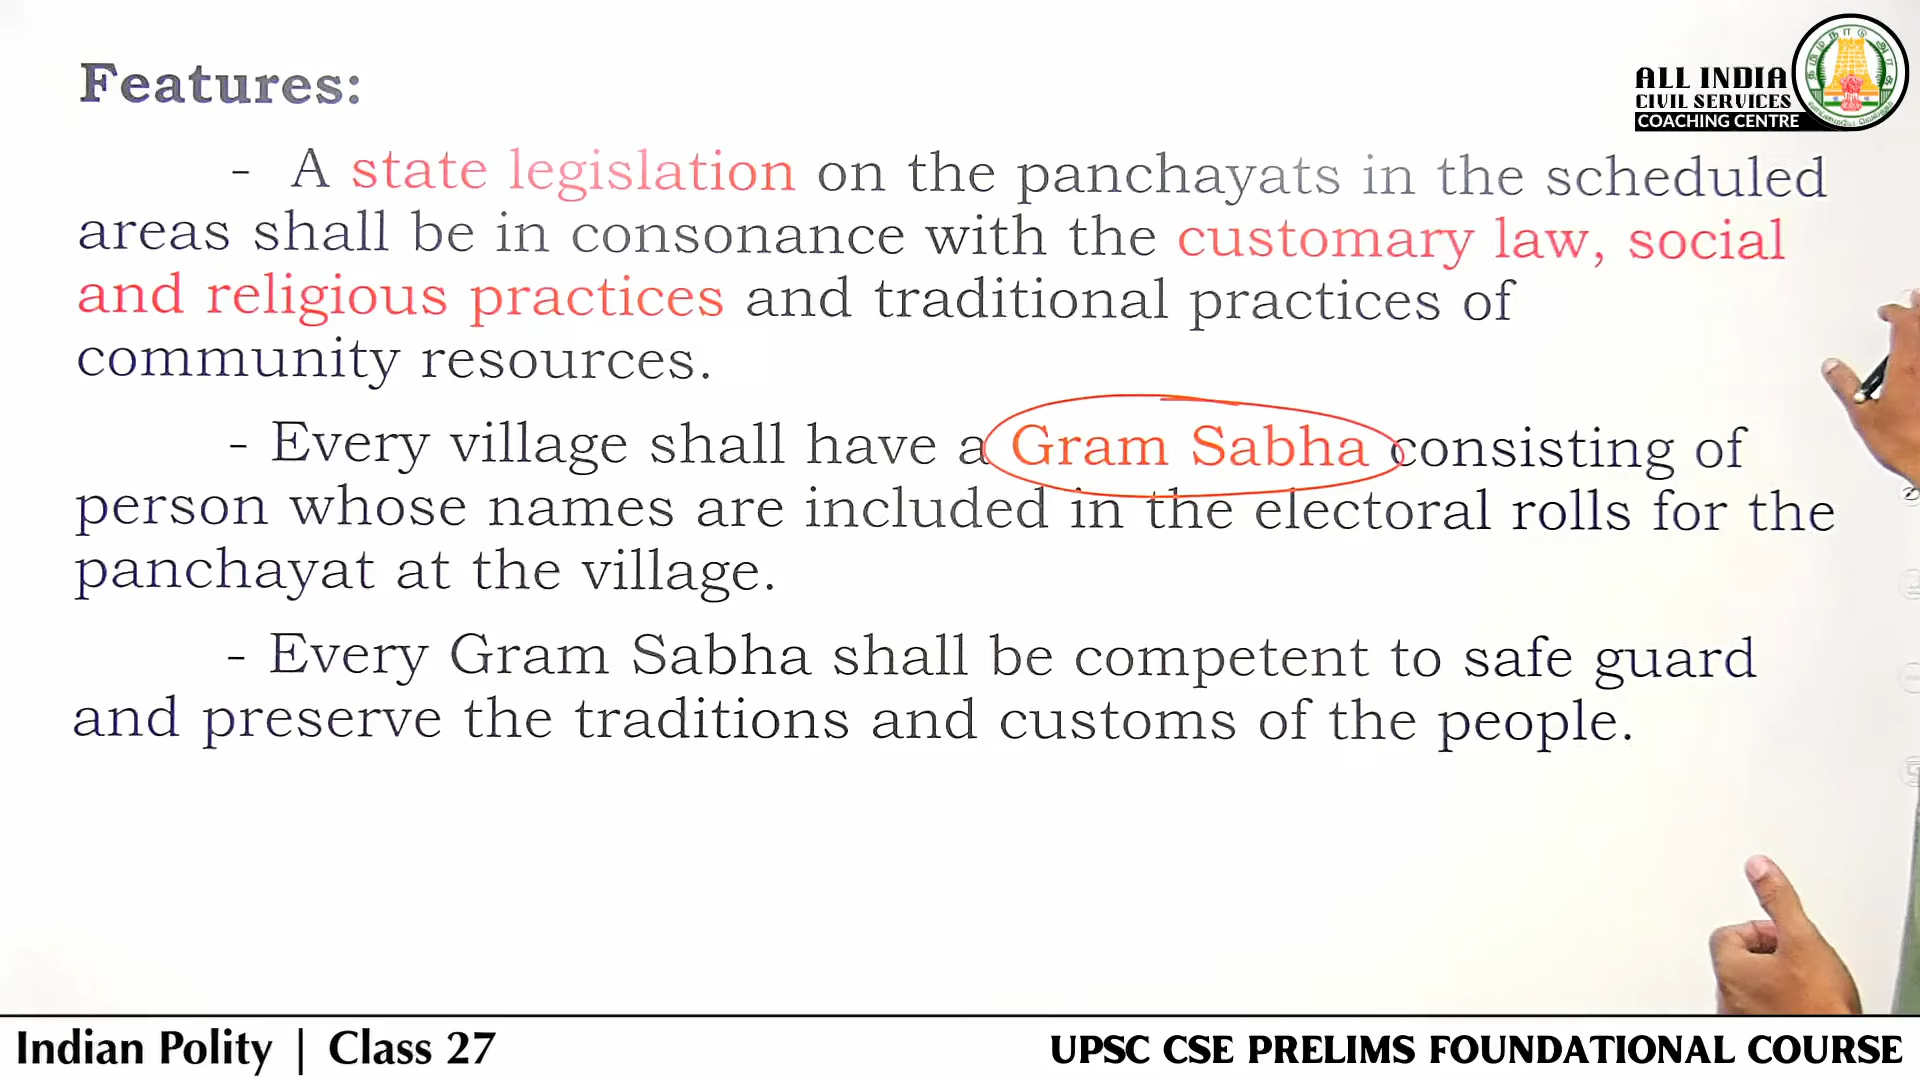 Features:
ALL INDIA
CIVIL SERVICES
COACHING CENTRE
- A state legislation on the panchayats in the scheduled
areas shall be in consonance with the customary law, social
and religious practices and traditional practices of
community resources.
- Every village shall have a Gram Sabha consisting of
person whose names are included in the electoral rolls for the
panchayat at the village.
- Every Gram Sabha shall be competent to safe guard
and preserve the traditions and customs of the people.
Indian Polity | Class 27
UPSC CSE PRELIMS FOUNDATIONAL COURSE